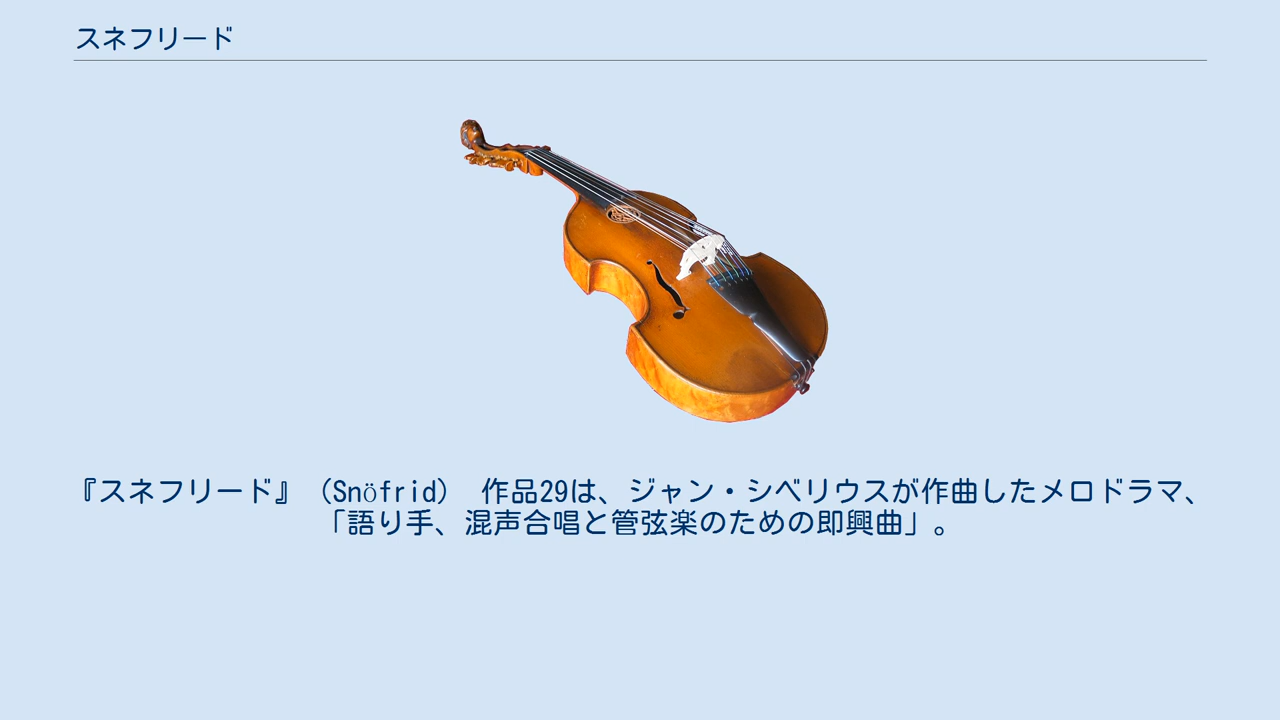 スネフリード
『スネフリード』（Snöfrid） 作品29は、ジャン・シベリウスが作曲したメロドラマ、
「語り手、混声合唱と管弦楽のための即興曲」。